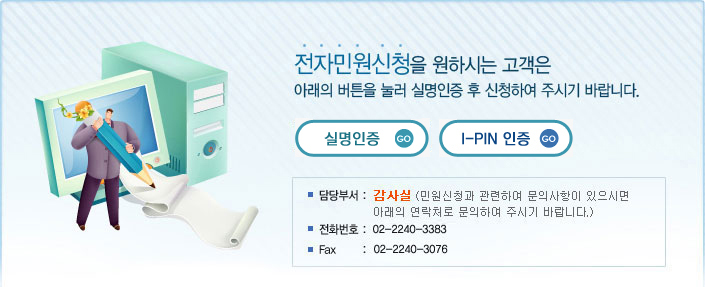 전자민원신청을 원하시는 고객은
아래의 버튼을 눌러 실명인증 후 신청하여 주시기 바랍니다.
실명인증 GO
I-PIN 인증 GO
담당부서 : 감사실 (민원신청과 관련하여 문의사항이 있으시면
아래의 연락처로 문의하여 주시기 바랍니다.)
전화번호 : 02-2240-3383
Fax : 02-2240-3076